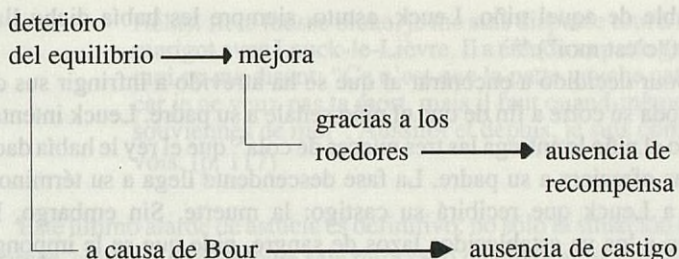 deterioro
del equilibrio mejora
gracias a los
roedores ausencia de
recompensa
a causa de Bour ausencia de castigo